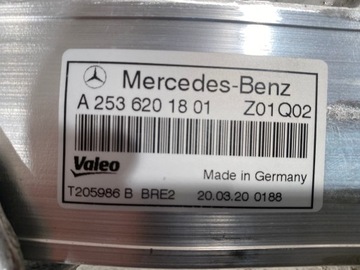 Mercedes-Benz
A 253 620 18 01 Z01Q02
Valeo Made in Germany
T205986 B BRE2 20.03.20 0188